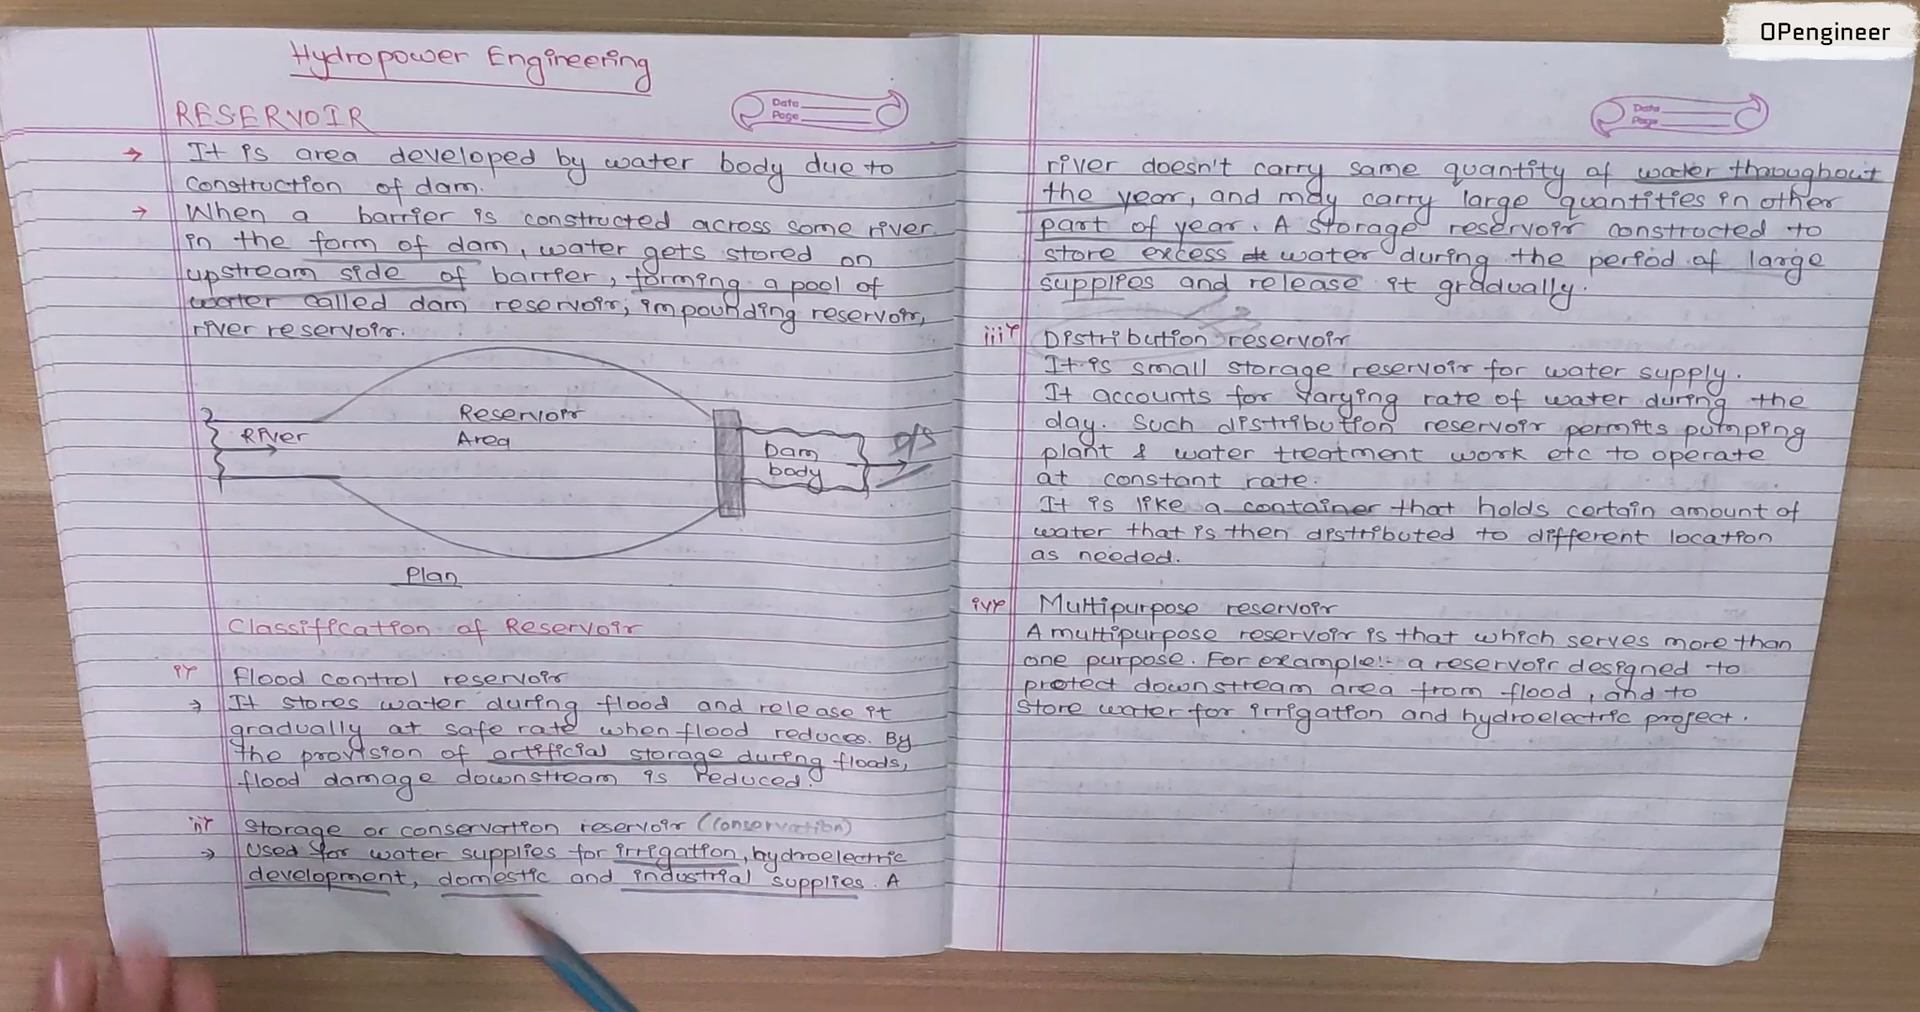 OPengineer
Hydropower Engineering
RESERVOIR
Date
Page
→ It is area developed by water body due to
construction of dam.
→ When a barrier is constructed across some river
in the form of dam, water gets stored on
upstream side of barrier, forming a pool of
water called dam reservoir, impounding reservoir,
river reservoir.
River
Reservoir
Area
Dam
body
D/S
Plan
Classification of Reservoir
i) Flood control reservoir
→ It stores water during flood and release it
gradually at safe rate when flood reduces. By
the provision of artificial storage during floods,
flood damage downstream is reduced.
ii) Storage or conservation reservoir (Conservation)
→ Used for water supplies for irrigation, hydroelectric
development, domestic and industrial supplies. A
Date
Page
river doesn't carry same quantity of water thoroughout
the year, and may carry large quantities in other
part of year. A storage reservoir constructed to
store excess water during the period of large
supplies and release it gradually.
iii) Distribution reservoir
It is small storage reservoir for water supply.
It accounts for varying rate of water during the
day. Such distribution reservoir permits pumping
plant & water treatment work etc to operate
at constant rate.
It is like a container that holds certain amount of
water that is then distributed to different location
as needed.
iv) Multipurpose reservoir
A multipurpose reservoir is that which serves more than
one purpose. For example:- a reservoir designed to
protect downstream area from flood, and to
store water for irrigation and hydroelectric project.